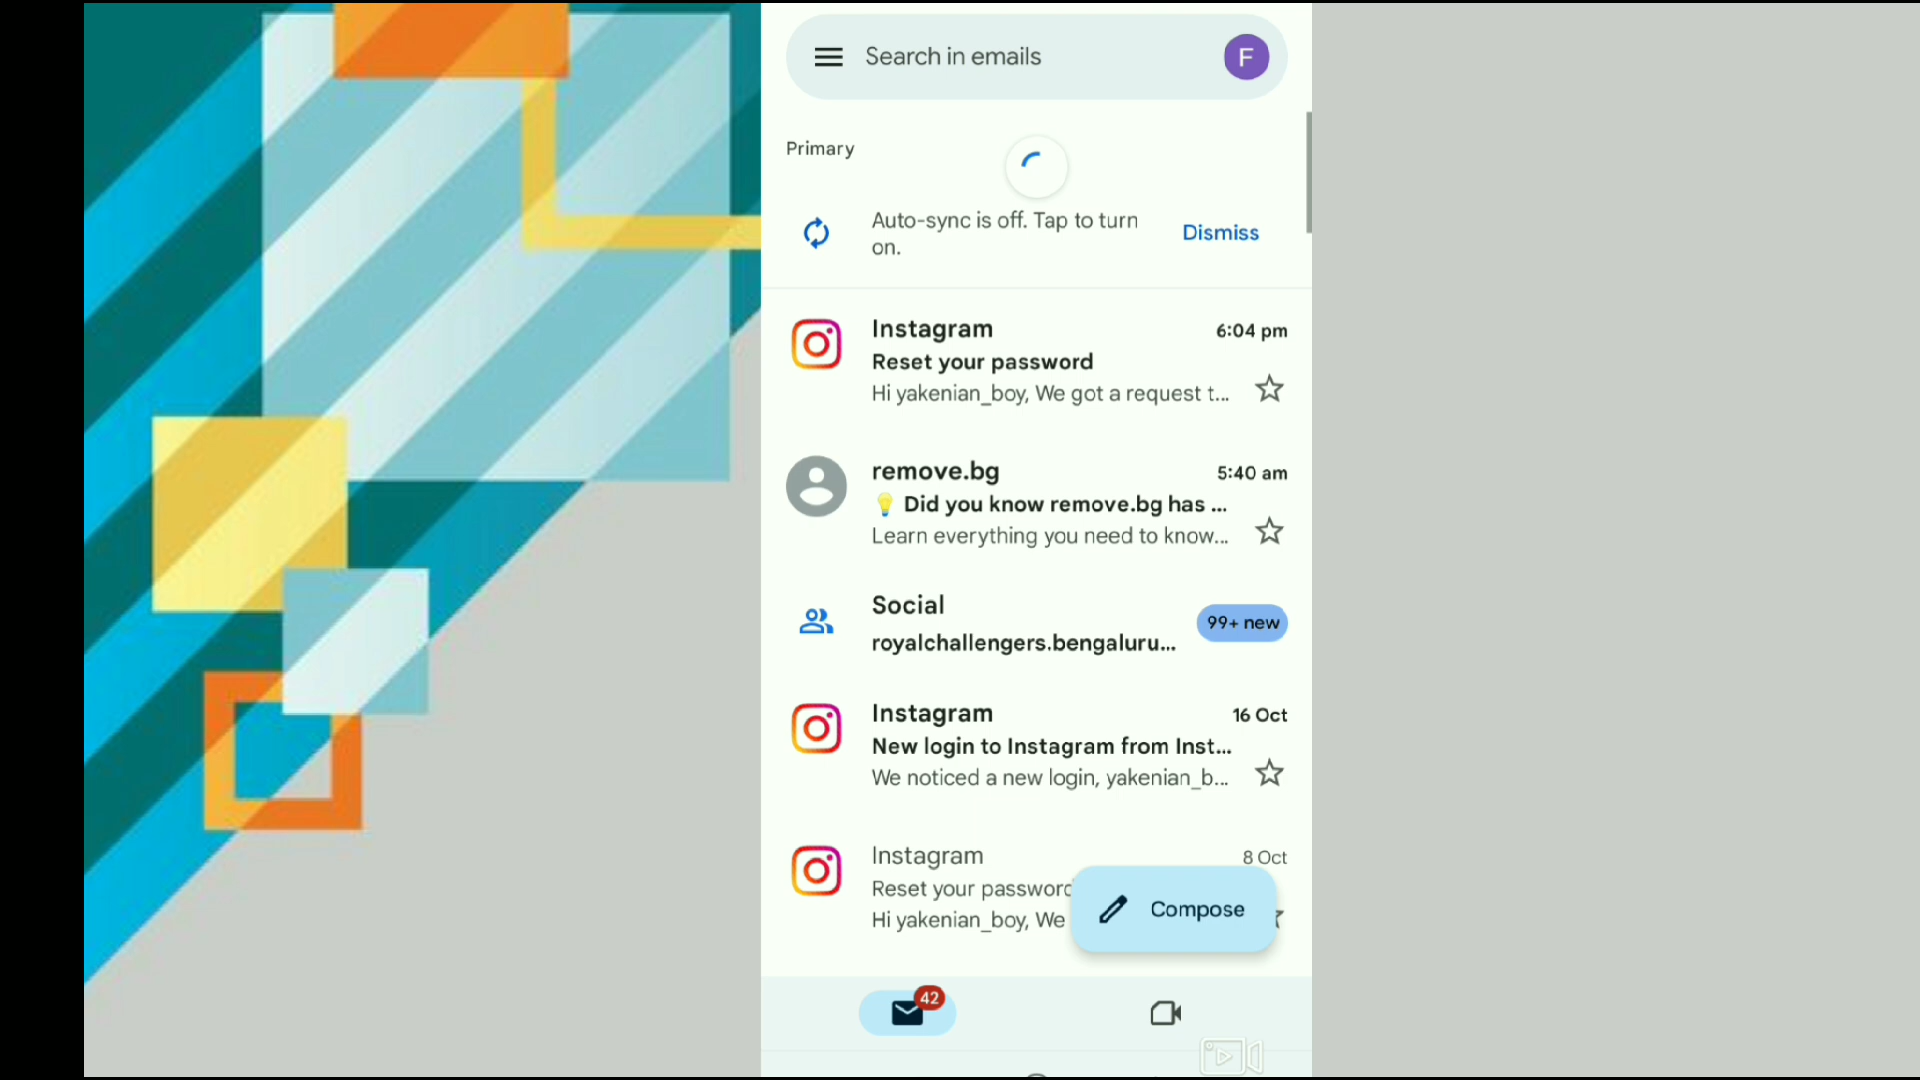 Search in emails
F
Primary
Auto-sync is off. Tap to turn
on.
Dismiss
Instagram
6:04 pm
Reset your password
Hi yakenian_boy, We got a request t...
remove.bg
5:40 am
💡 Did you know remove.bg has ...
Learn everything you need to know...
Social
99+ new
royalchallengers.bengaluru...
Instagram
16 Oct
New login to Instagram from Inst...
We noticed a new login, yakenian_b...
Instagram
8 Oct
Reset your password
Hi yakenian_boy, We
Compose
42